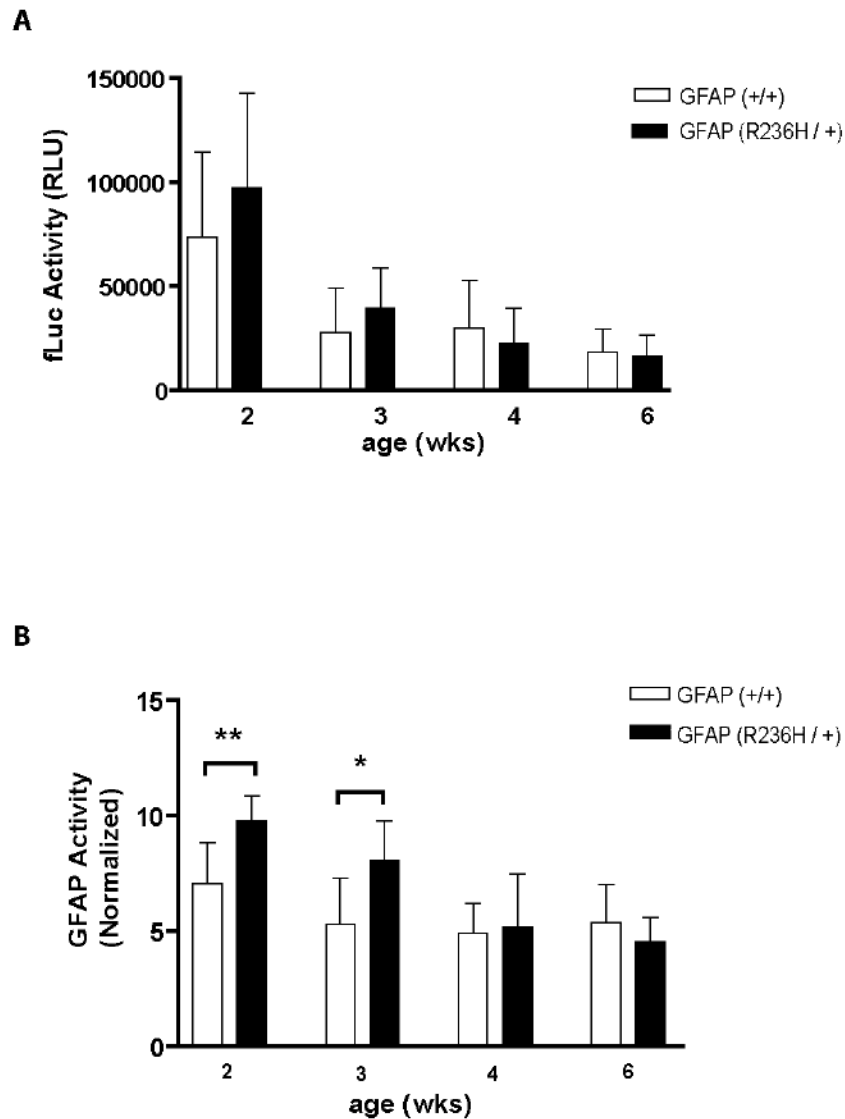 A
150000
100000
50000
0
fLuc Activity (RLU)
GFAP (+/+)
GFAP (R236H / +)
2 3 4 6
age (wks)
B
15
10
5
0
GFAP Activity
(Normalized)
** *
GFAP (+/+)
GFAP (R236H / +)
2 3 4 6
age (wks)